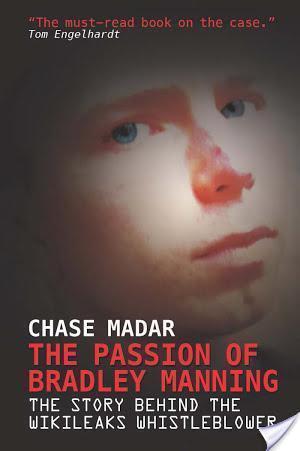 “The must-read book on the case.”
Tom Engelhardt
CHASE MADAR
THE PASSION OF
BRADLEY MANNING
THE STORY BEHIND THE
WIKILEAKS WHISTLEBLOWER